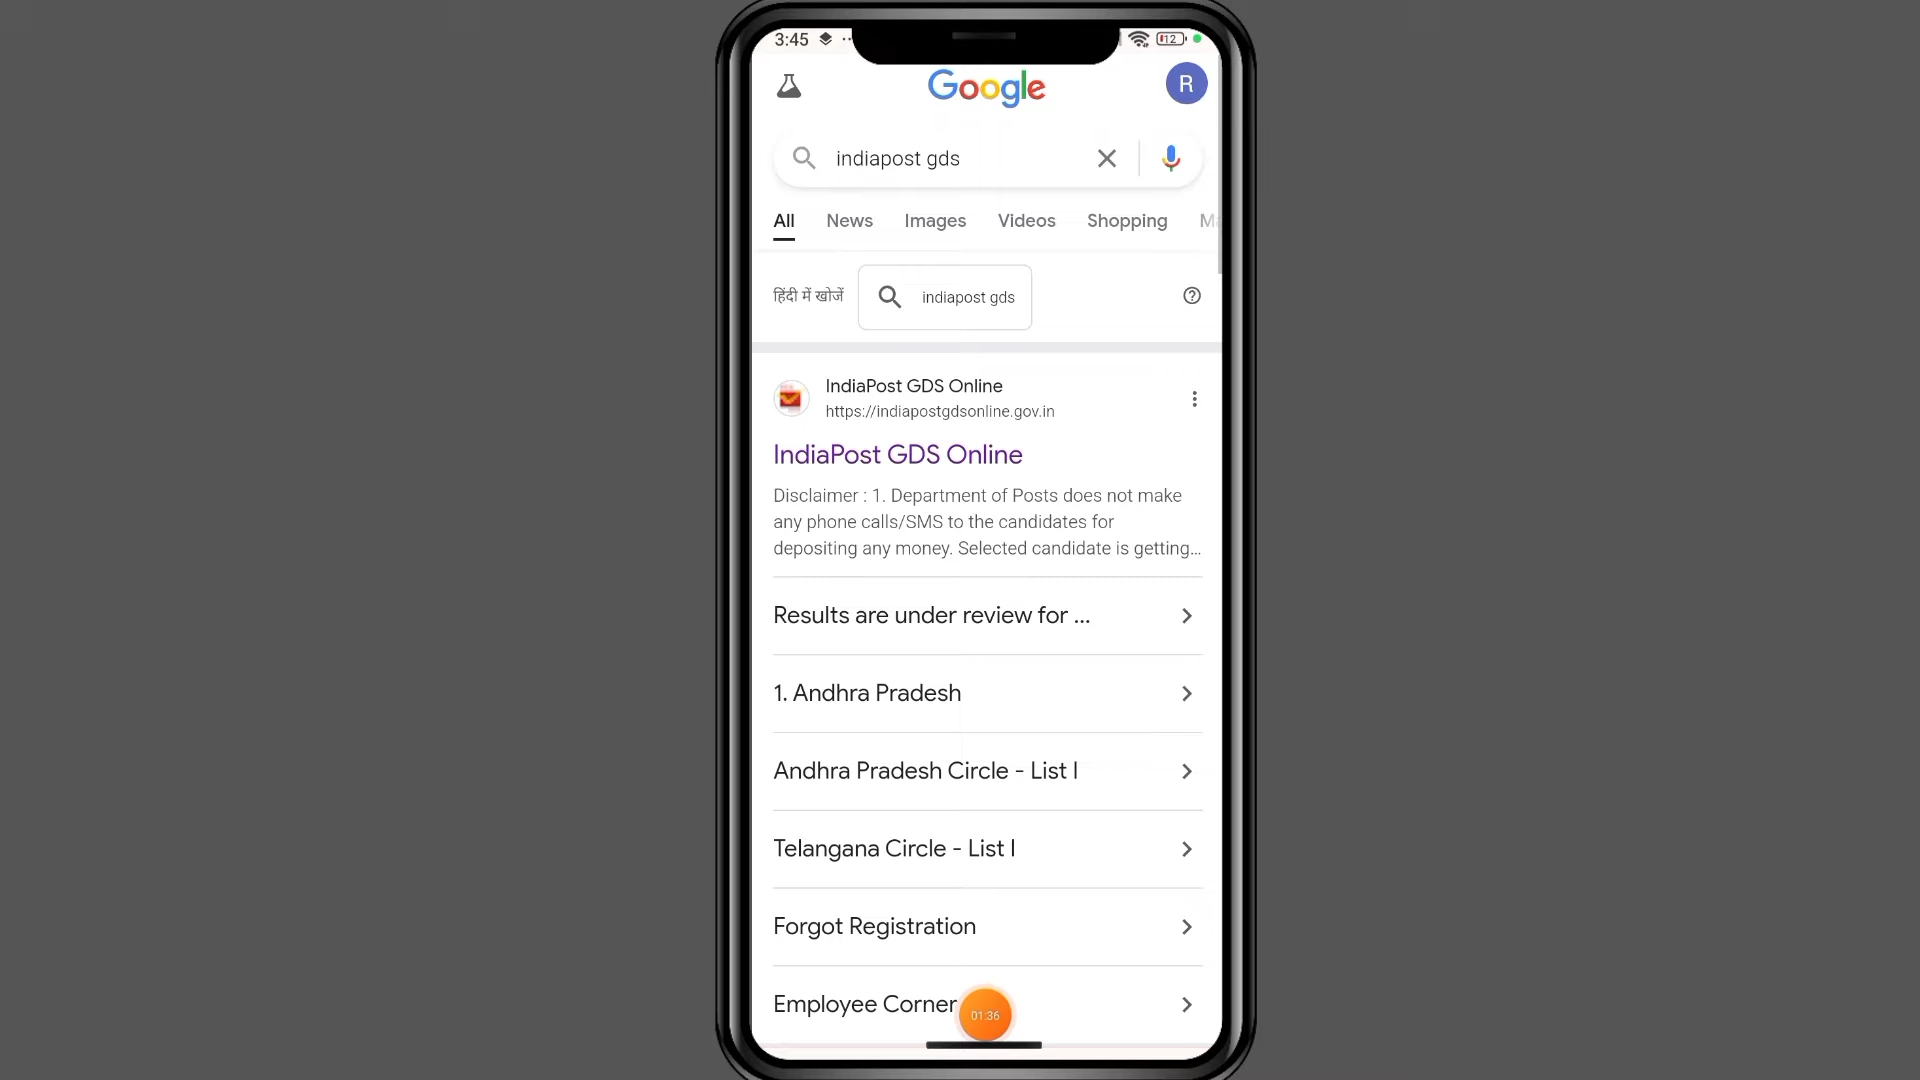 3:45
12
Google
R
indiapost gds
All News Images Videos Shopping
हिंदी में खोजें indiapost gds
IndiaPost GDS Online
https://indiapostgdsonline.gov.in
IndiaPost GDS Online
Disclaimer : 1. Department of Posts does not make
any phone calls/SMS to the candidates for
depositing any money. Selected candidate is getting...
Results are under review for ...
1. Andhra Pradesh
Andhra Pradesh Circle - List I
Telangana Circle - List I
Forgot Registration
Employee Corner
01:36